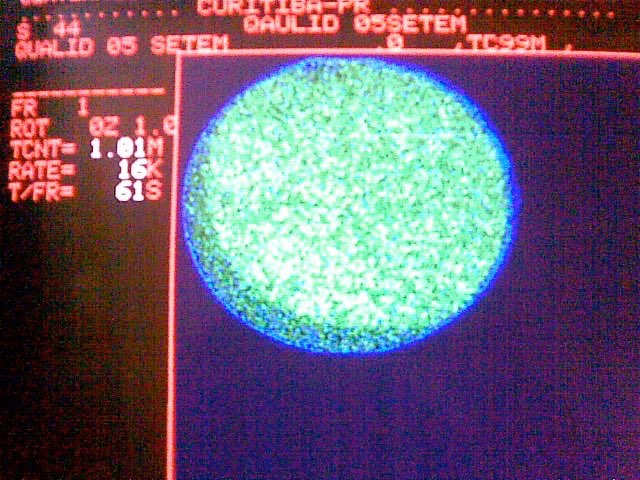 CURITIBA-PR
S 44 QAULID 05SETEM
QUALID 05 SETEM .0 .TC99M .
FR 1
ROT 0Z 1.0
TCNT= 1.01M
RATE= 16K
T/FR= 61S